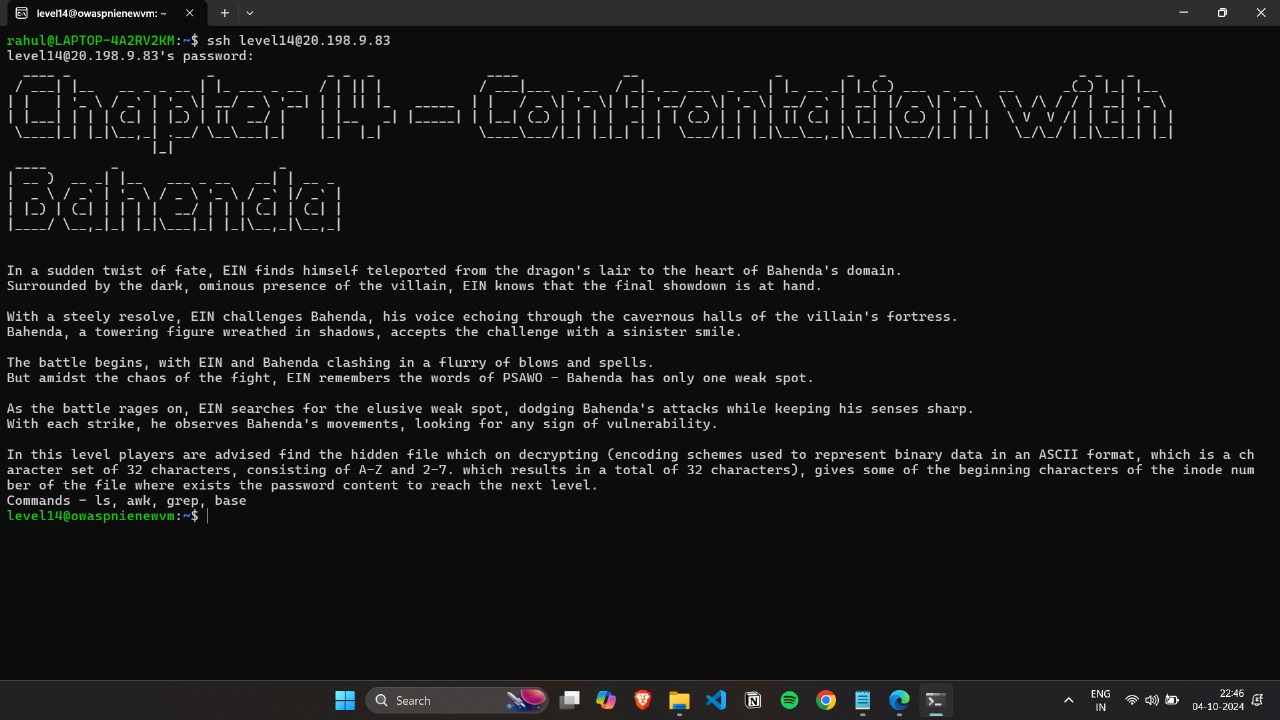 level14@owaspnienewvm: ~
rahul@LAPTOP-4A2RV2KM:~$ ssh level14@20.198.9.83
level14@20.198.9.83's password:
Chapter 14 - Confrontation with
Bahenda
In a sudden twist of fate, EIN finds himself teleported from the dragon's lair to the heart of Bahenda's domain.
Surrounded by the dark, ominous presence of the villain, EIN knows that the final showdown is at hand.
With a steely resolve, EIN challenges Bahenda, his voice echoing through the cavernous halls of the villain's fortress.
Bahenda, a towering figure wreathed in shadows, accepts the challenge with a sinister smile.
The battle begins, with EIN and Bahenda clashing in a flurry of blows and spells.
But amidst the chaos of the fight, EIN remembers the words of PSAWO - Bahenda has only one weak spot.
As the battle rages on, EIN searches for the elusive weak spot, dodging Bahenda's attacks while keeping his senses sharp.
With each strike, he observes Bahenda's movements, looking for any sign of vulnerability.
In this level players are advised find the hidden file which on decrypting (encoding schemes used to represent binary data in an ASCII format, which is a ch
aracter set of 32 characters, consisting of A-Z and 2-7. which results in a total of 32 characters), gives some of the beginning characters of the inode num
ber of the file where exists the password content to reach the next level.
Commands - ls, awk, grep, base
level14@owaspnienewvm:~$
Search
ENG
IN
22:46
04-10-2024